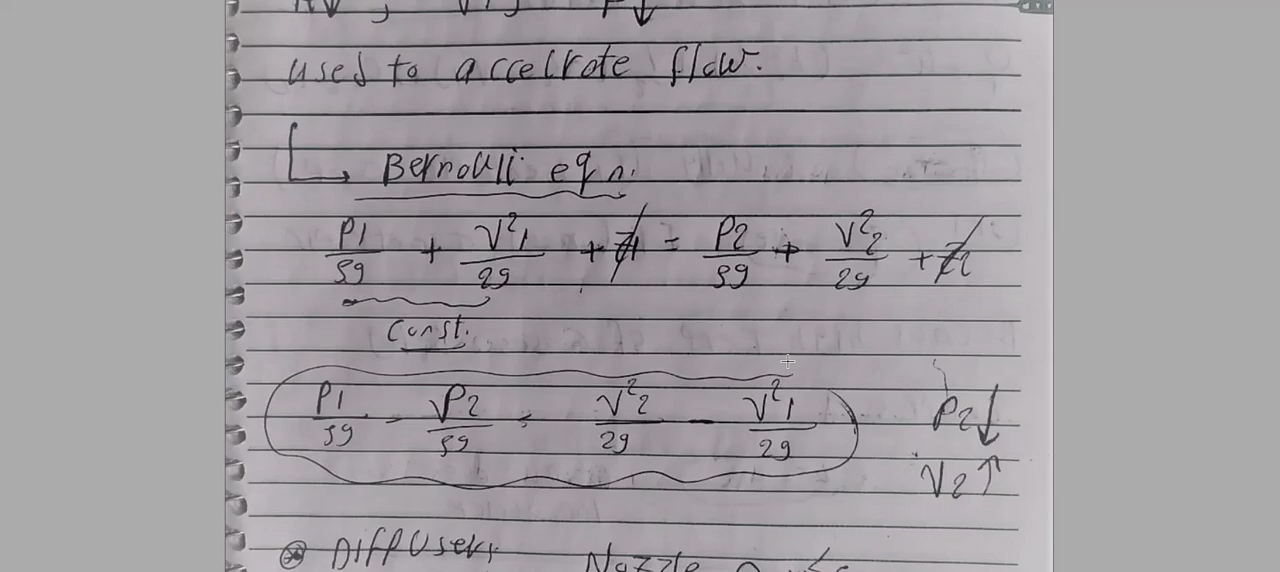 used to accelrate flow.
Bernoulli eqn.
P1/ρg + V²1/2g + Z1 = P2/ρg + V²2/2g + Z2
Const.
P1/ρg - P2/ρg = V²2/2g - V²1/2g
P2↓
V2↑
⊛ Diffuser,
Nozzle